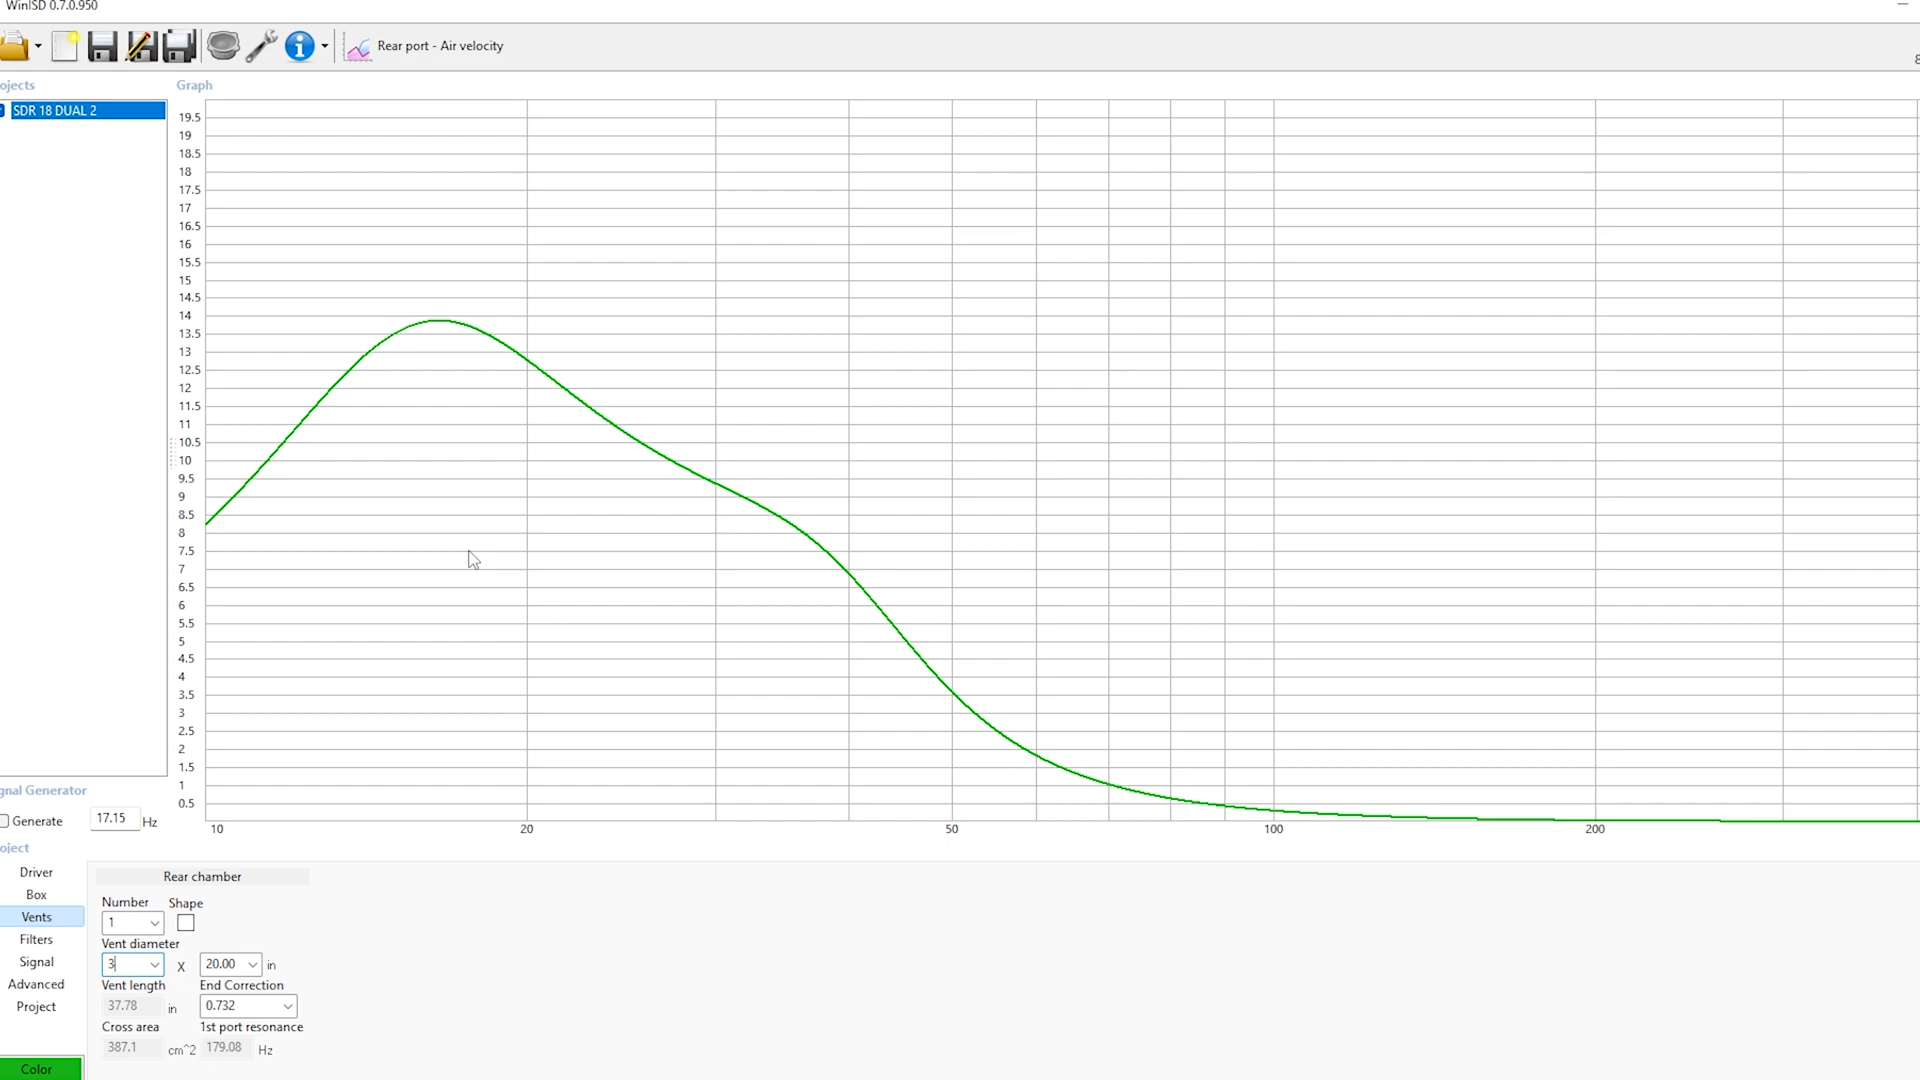 WinISD 0.7.0.950
Rear port - Air velocity
ojects
Graph
SDR 18 DUAL 2
19.5
19
18.5
18
17.5
17
16.5
16
15.5
15
14.5
14
13.5
13
12.5
12
11.5
11
10.5
10
9.5
9
8.5
8
7.5
7
6.5
6
5.5
5
4.5
4
3.5
3
2.5
2
1.5
1
0.5
10 20 50 100 200
gnal Generator
Generate 17.15 Hz
oject
Driver
Box
Vents
Filters
Signal
Advanced
Project
Color
Rear chamber
Number Shape
1
Vent diameter
3 X 20.00 in
Vent length End Correction
37.78 in 0.732
Cross area 1st port resonance
387.1 cm^2 179.08 Hz